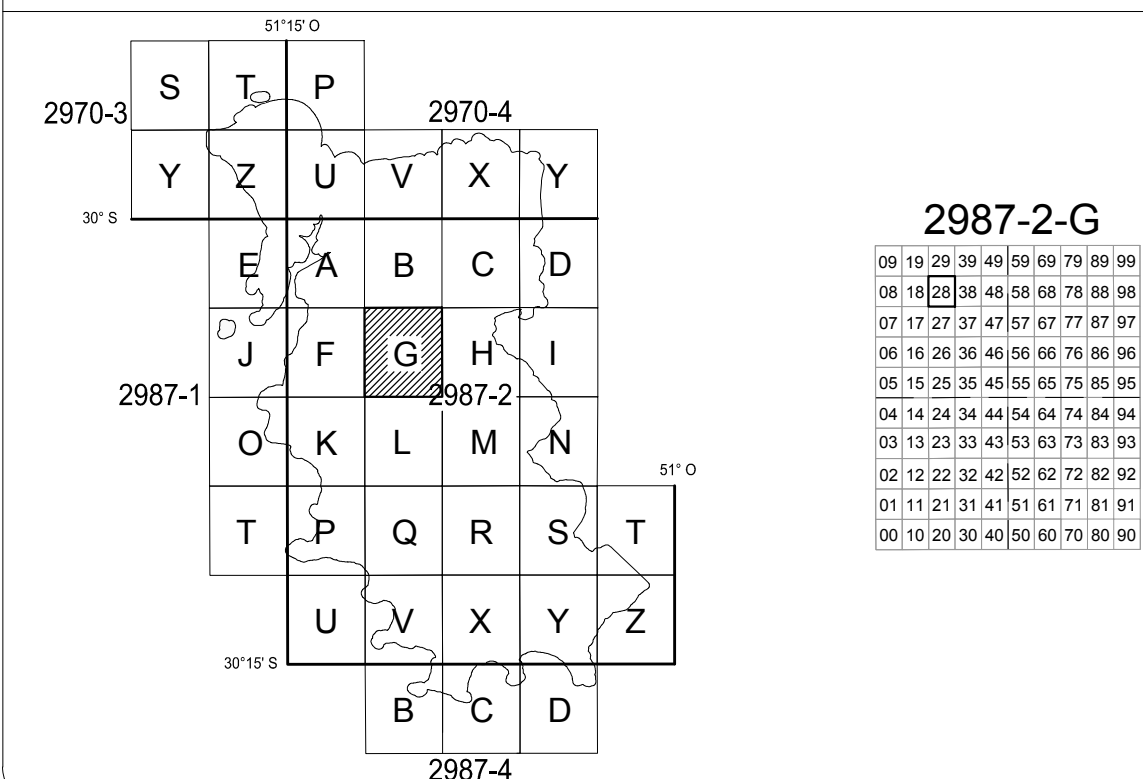 51°15' O
S T P
2970-3 2970-4
Y Z U V X Y
30° S
E A B C D
J F G H I
2987-1 2987-2
O K L M N
51° O
T P Q R S T
U V X Y Z
30°15' S
B C D
2987-4
2987-2-G
09 19 29 39 49 59 69 79 89 99
08 18 28 38 48 58 68 78 88 98
07 17 27 37 47 57 67 77 87 97
06 16 26 36 46 56 66 76 86 96
05 15 25 35 45 55 65 75 85 95
04 14 24 34 44 54 64 74 84 94
03 13 23 33 43 53 63 73 83 93
02 12 22 32 42 52 62 72 82 92
01 11 21 31 41 51 61 71 81 91
00 10 20 30 40 50 60 70 80 90